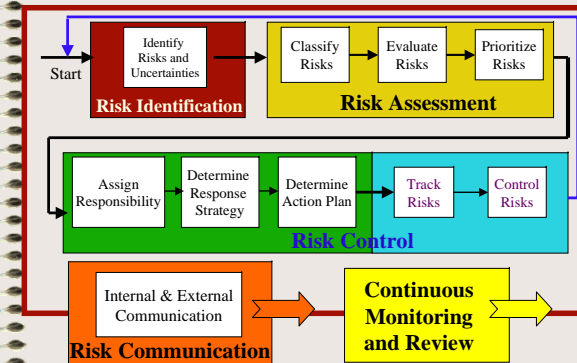 Start
Identify
Risks and
Uncertainties
Risk Identification
Classify
Risks
Evaluate
Risks
Prioritize
Risks
Risk Assessment
Assign
Responsibility
Determine
Response
Strategy
Determine
Action Plan
Track
Risks
Control
Risks
Risk Control
Internal & External
Communication
Risk Communication
Continuous
Monitoring
and Review